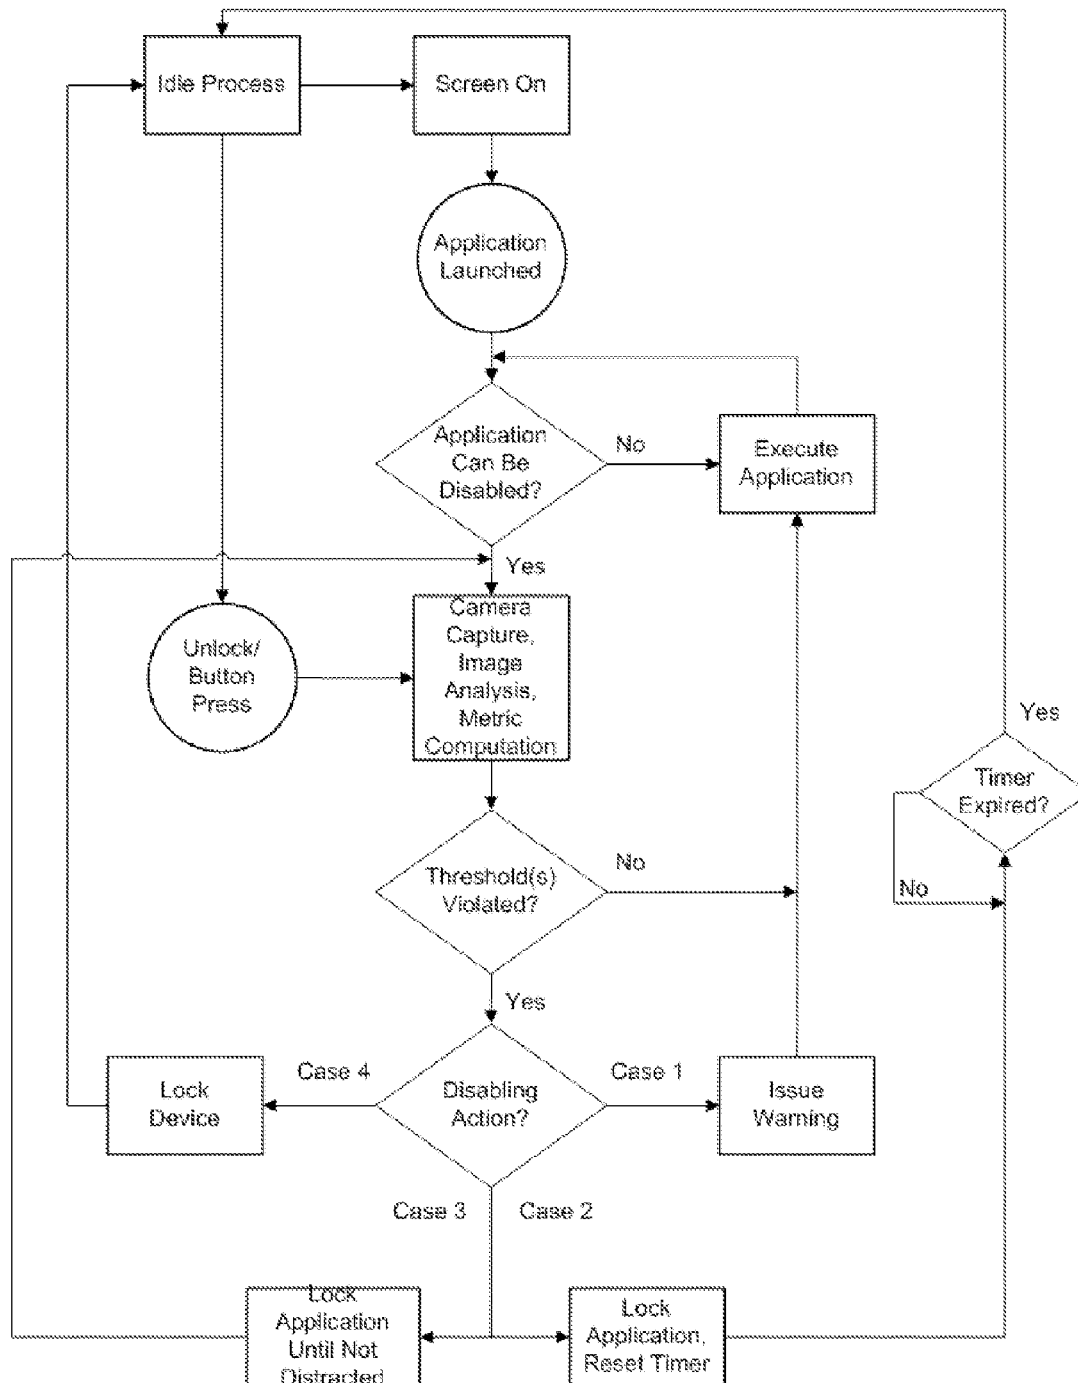 Idle Process
Screen On
Application
Launched
Application
Can Be
Disabled?
No
Execute
Application
Yes
Unlock/
Button
Press
Camera
Capture,
Image
Analysis,
Metric
Computation
Yes
Timer
Expired?
No
Threshold(s)
Violated?
No
Yes
Lock
Device
Case 4
Disabling
Action?
Case 1
Issue
Warning
Case 3
Case 2
Lock
Application
Until Not
Distracted
Lock
Application,
Reset Timer